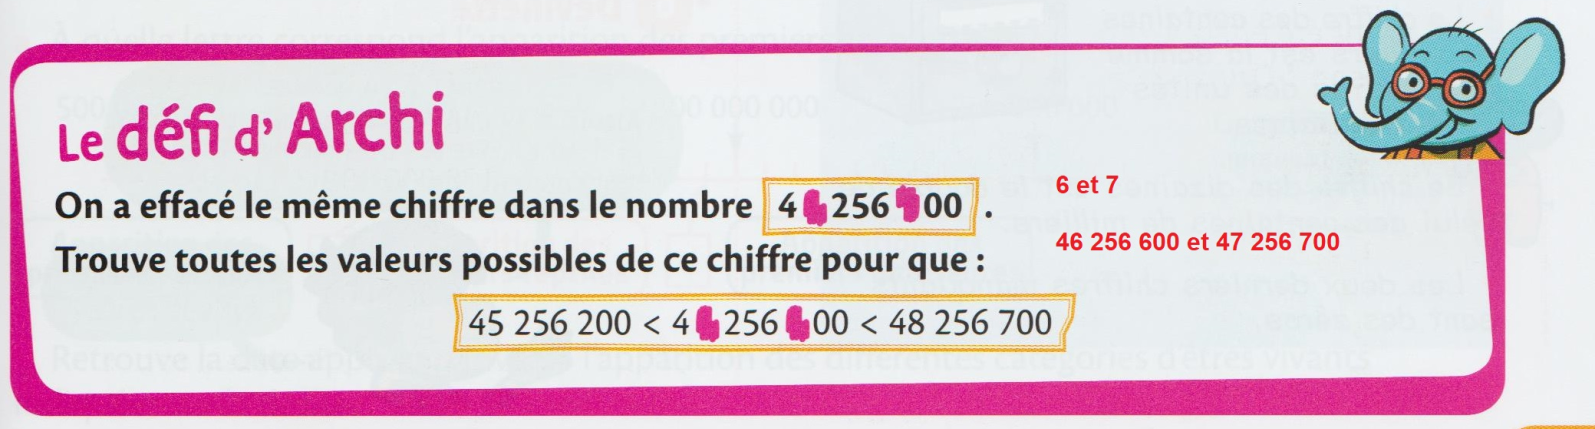 Le défi d' Archi
On a effacé le même chiffre dans le nombre 4 256 00 .
6 et 7
Trouve toutes les valeurs possibles de ce chiffre pour que :
46 256 600 et 47 256 700
45 256 200 < 4 256 00 < 48 256 700